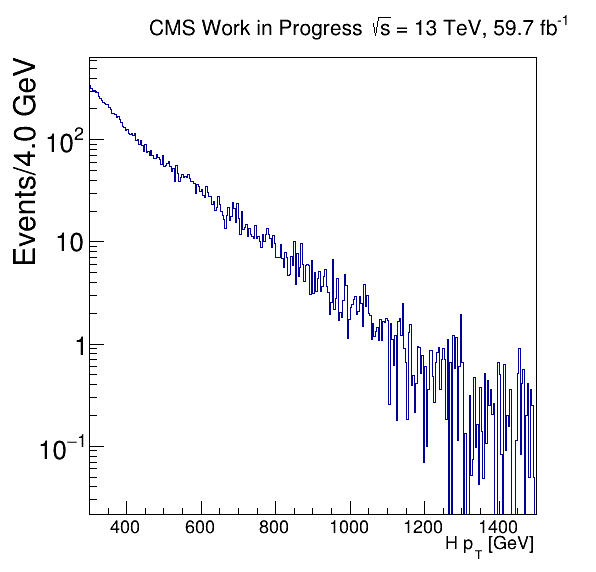 CMS Work in Progress √s = 13 TeV, 59.7 fb⁻¹
Events/4.0 GeV
10²
10
1
10⁻¹
400 600 800 1000 1200 1400
H p_T [GeV]